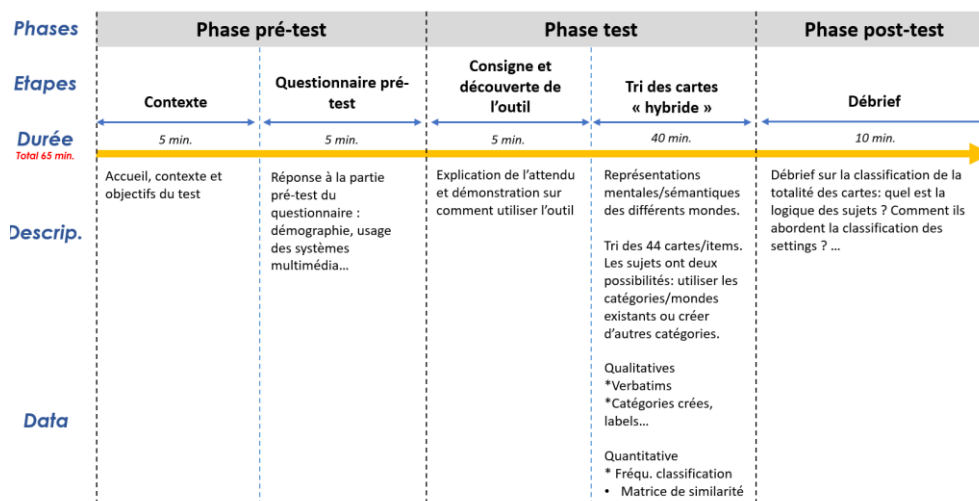 Phases
Phase pré-test
Phase test
Phase post-test
Etapes
Contexte
Questionnaire pré-
test
Consigne et
découverte de
l'outil
Tri des cartes
« hybride »
Débrief
Durée
Total 65 min.
5 min.
5 min.
5 min.
40 min.
10 min.
Descrip.
Accueil, contexte et
objectifs du test
Réponse à la partie
pré-test du
questionnaire :
démographie, usage
des systèmes
multimédia...
Explication de l'attendu
et démonstration sur
comment utiliser l'outil
Représentations
mentales/sémantiques
des différents mondes.
Tri des 44 cartes/items.
Les sujets ont deux
possibilités: utiliser les
catégories/mondes
existants ou créer
d'autres catégories.
Débrief sur la classification de la
totalité des cartes: quel est la
logique des sujets ? Comment ils
abordent la classification des
settings ? ...
Data
Qualitatives
*Verbatims
*Catégories crées,
labels...
Quantitative
* Fréqu. classification
• Matrice de similarité